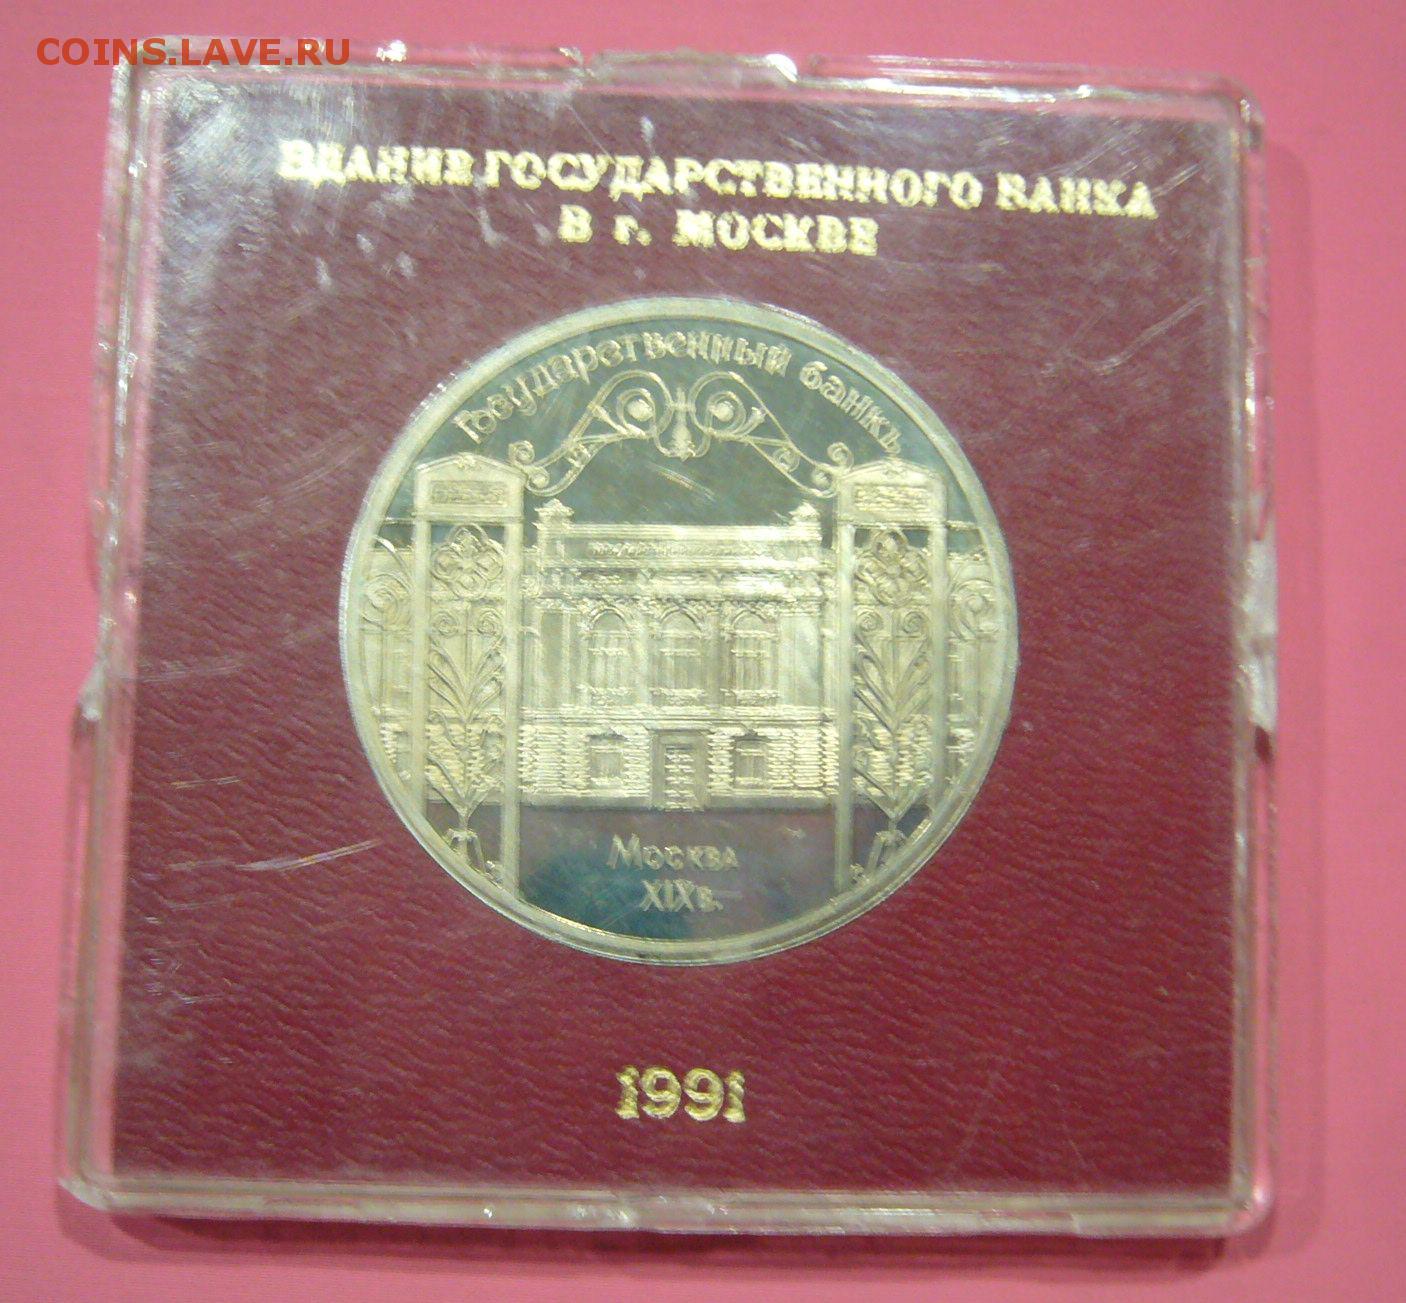 COINS.LAVE.RU
ЗДАНИЕ ГОСУДАРСТВЕННОГО БАНКА
В г. МОСКВЕ
Государственный банкъ
МОСКВА
XIXв.
1991